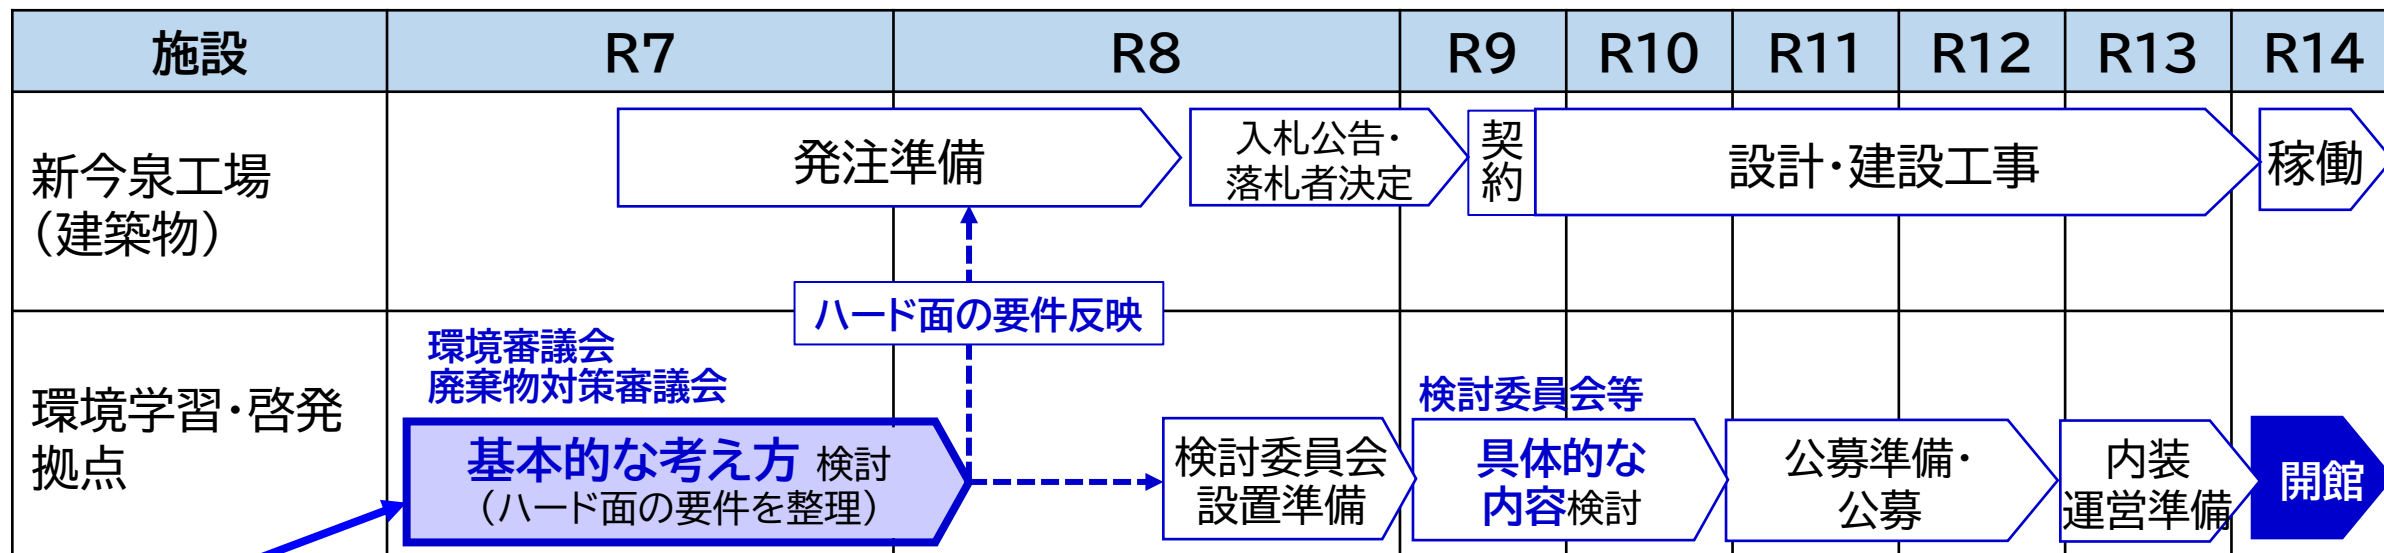 施設 R7 R8 R9 R10 R11 R12 R13 R14
新今泉工場
（建築物）
発注準備
入札公告・
落札者決定
契約
設計・建設工事
稼働
ハード面の要件反映
環境学習・啓発
拠点
環境審議会
廃棄物対策審議会
基本的な考え方 検討
（ハード面の要件を整理）
検討委員会
設置準備
検討委員会等
具体的な
内容検討
公募準備・
公募
内装
運営準備
開館